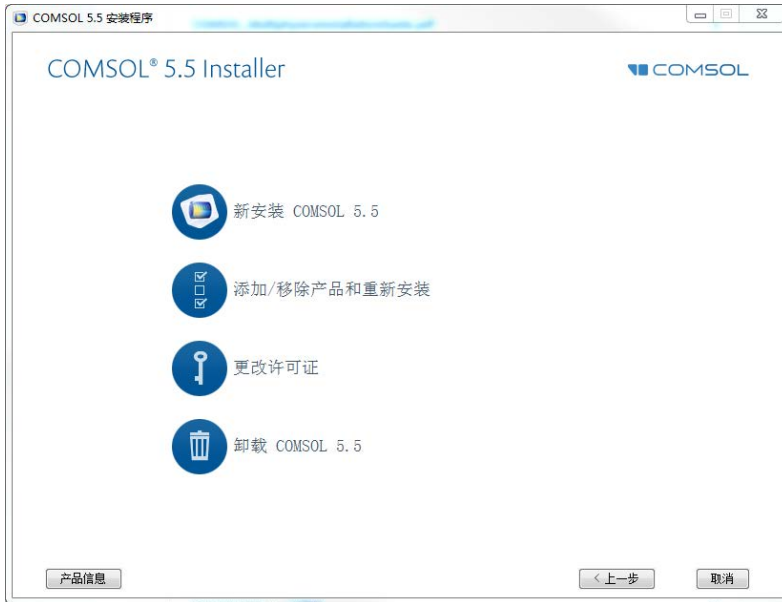 COMSOL 5.5 安装程序
COMSOL® 5.5 Installer
COMSOL
新安装 COMSOL 5.5
添加/移除产品和重新安装
更改许可证
卸载 COMSOL 5.5
产品信息
<上一步
取消